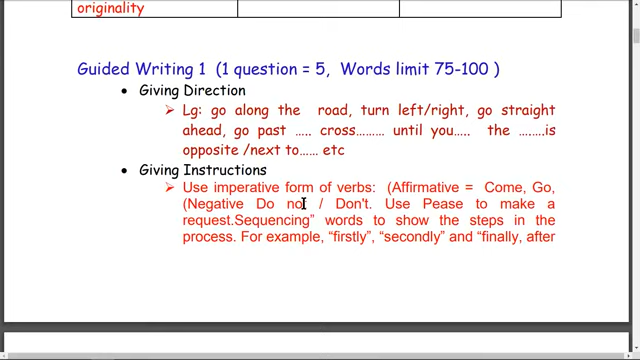 originality
Guided Writing 1 (1 question = 5, Words limit 75-100 )
• Giving Direction
➢ Lg: go along the road, turn left/right, go straight
ahead, go past ….. cross……… until you….. the ….….is
opposite /next to…… etc
• Giving Instructions
➢ Use imperative form of verbs: (Affirmative = Come, Go,
(Negative Do no / Don't. Use Pease to make a
request.Sequencing” words to show the steps in the
process. For example, “firstly”, “secondly” and “finally, after